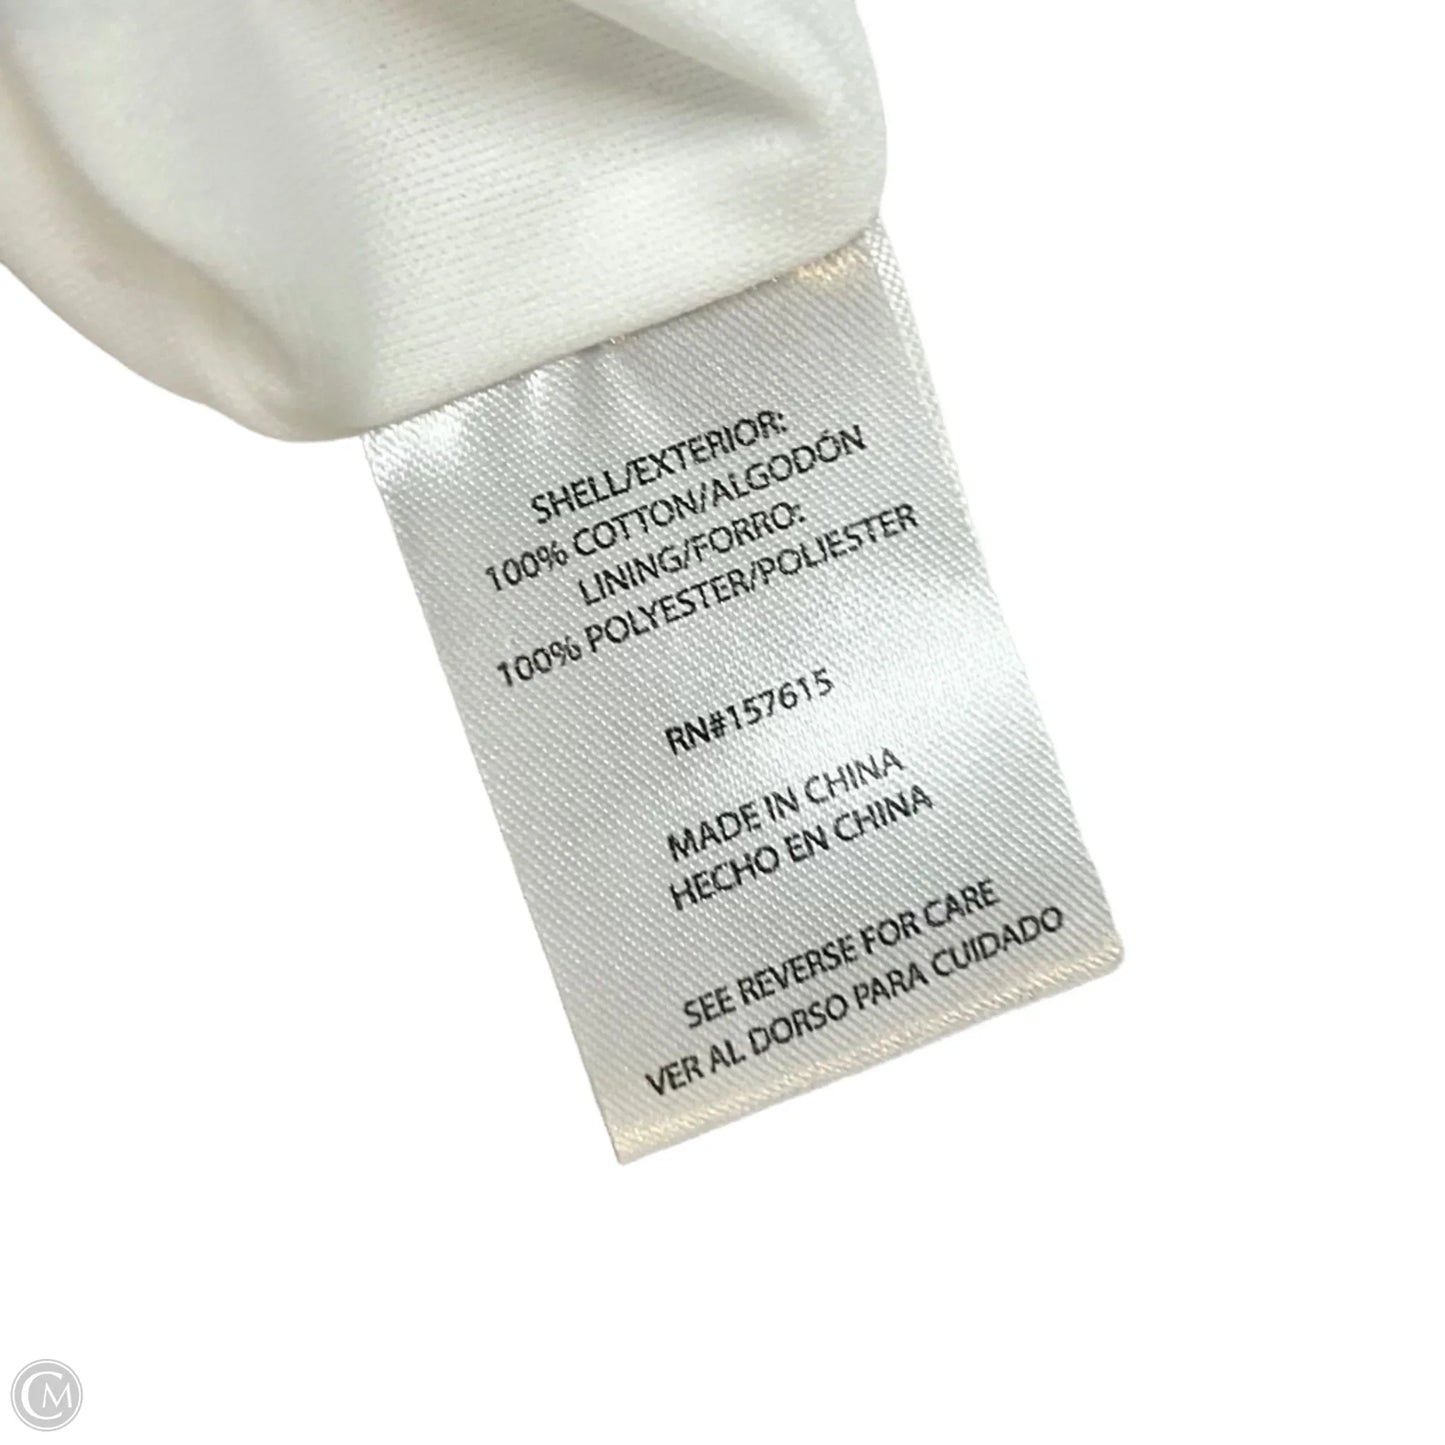 SHELL/EXTERIOR:
100% COTTON/ALGODÓN
LINING/FORRO:
100% POLYESTER/POLIESTER
RN#157615
MADE IN CHINA
HECHO EN CHINA
SEE REVERSE FOR CARE
VER AL DORSO PARA CUIDADO
CM